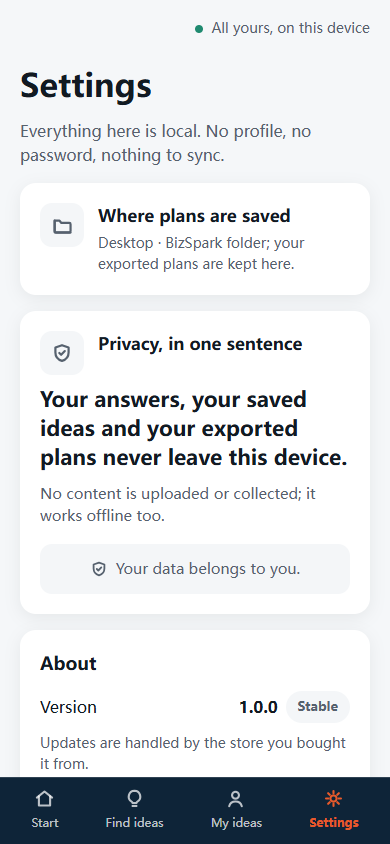 All yours, on this device
Settings
Everything here is local. No profile, no
password, nothing to sync.
Where plans are saved
Desktop · BizSpark folder; your
exported plans are kept here.
Privacy, in one sentence
Your answers, your saved
ideas and your exported
plans never leave this device.
No content is uploaded or collected; it
works offline too.
Your data belongs to you.
About
Version 1.0.0 Stable
Updates are handled by the store you bought
it from.
Start Find ideas My ideas Settings